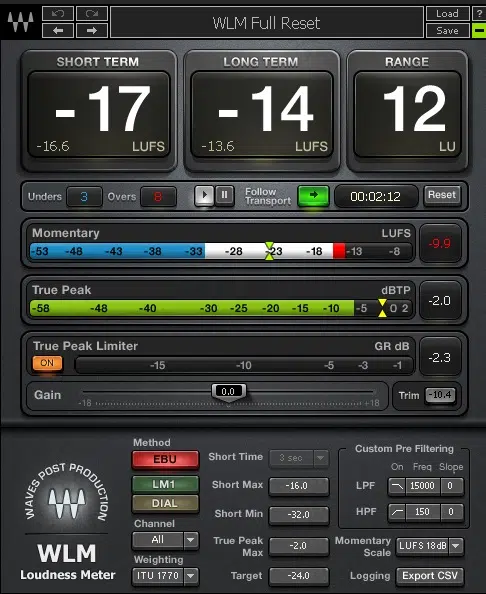 WLM Full Reset
Load
?
Save
SHORT TERM
LONG TERM
RANGE
-17
-14
12
-16.6 LUFS
-13.6 LUFS
LU
Unders 3 Overs 8 Follow Transport 00:02:12 Reset
Momentary LUFS
-53 -48 -43 -38 -33 -28 -23 -18 -13 -8
-9.9
True Peak dBTP
-58 -48 -40 -30 -25 -20 -15 -10 -5 0 2
-2.0
True Peak Limiter GR dB
ON -15 -10 -5 -3 -1
-2.3
Gain -18 0.0 +18 Trim -10.4
WAVES POST PRODUCTION
WLM
Loudness Meter
Method
EBU
LM1
DIAL
Channel
All
Weighting
ITU 1770
Short Time 3 sec
Short Max -16.0
Short Min -32.0
True Peak Max -2.0
Target -24.0
Custom Pre Filtering
On Freq Slope
LPF 15000 0
HPF 150 0
Momentary Scale LUFS 18dB
Logging Export CSV